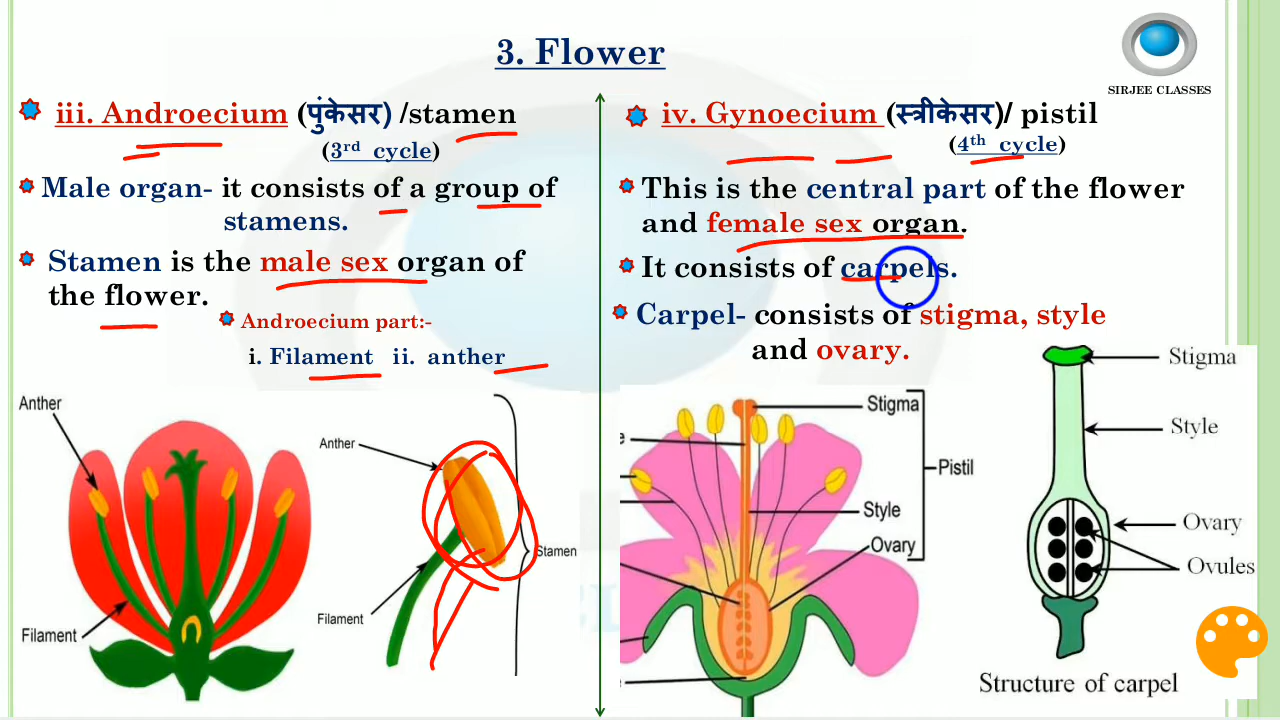 3. Flower
SIRJEE CLASSES
iii. Androecium (पुंकेसर) /stamen
(3rd cycle)
Male organ- it consists of a group of
stamens.
Stamen is the male sex organ of
the flower.
Androecium part:-
i. Filament ii. anther
Anther
Filament
Anther
Stamen
Filament
iv. Gynoecium (स्त्रीकेसर)/ pistil
(4th cycle)
This is the central part of the flower
and female sex organ.
It consists of carpels.
Carpel- consists of stigma, style
and ovary.
Stigma
Pistil
Style
Ovary
Stigma
Style
Ovary
Ovules
Structure of carpel